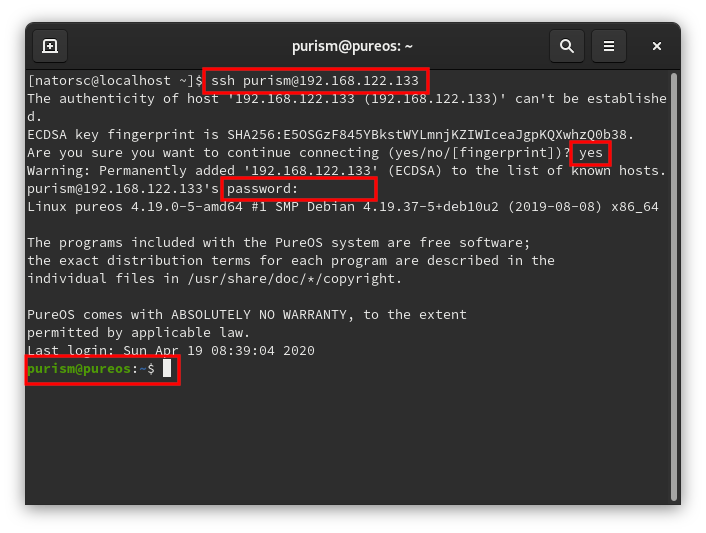 purism@pureos: ~
[natorsc@localhost ~]$ ssh purism@192.168.122.133
The authenticity of host '192.168.122.133 (192.168.122.133)' can't be establishe
d.
ECDSA key fingerprint is SHA256:E5OSGzF845YBkstWYLmnjKZIWIceaJgpKQXwhzQ0b38.
Are you sure you want to continue connecting (yes/no/[fingerprint])? yes
Warning: Permanently added '192.168.122.133' (ECDSA) to the list of known hosts.
purism@192.168.122.133's password:
Linux pureos 4.19.0-5-amd64 #1 SMP Debian 4.19.37-5+deb10u2 (2019-08-08) x86_64
The programs included with the PureOS system are free software;
the exact distribution terms for each program are described in the
individual files in /usr/share/doc/*/copyright.
PureOS comes with ABSOLUTELY NO WARRANTY, to the extent
permitted by applicable law.
Last login: Sun Apr 19 08:39:04 2020
purism@pureos:~$